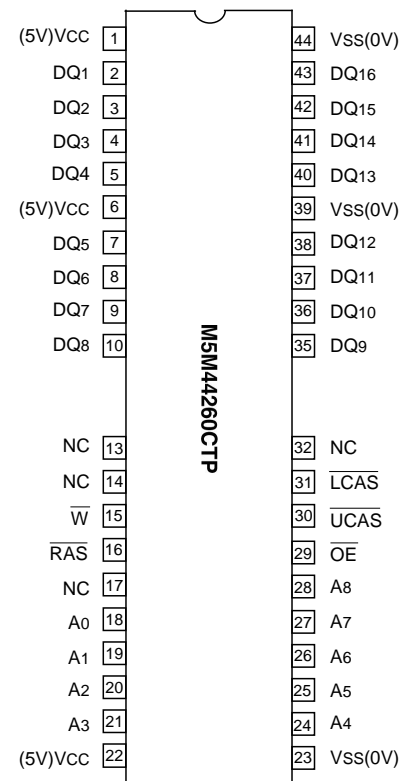 (5V)VCC 1 44 VSS(0V)
DQ1 2 43 DQ16
DQ2 3 42 DQ15
DQ3 4 41 DQ14
DQ4 5 40 DQ13
(5V)VCC 6 39 VSS(0V)
DQ5 7 38 DQ12
DQ6 8 37 DQ11
DQ7 9 36 DQ10
DQ8 10 35 DQ9
M5M44260CTP
NC 13 32 NC
NC 14 31 L̅C̅A̅S̅
W̅ 15 30 U̅C̅A̅S̅
R̅A̅S̅ 16 29 O̅E̅
NC 17 28 A8
A0 18 27 A7
A1 19 26 A6
A2 20 25 A5
A3 21 24 A4
(5V)VCC 22 23 VSS(0V)